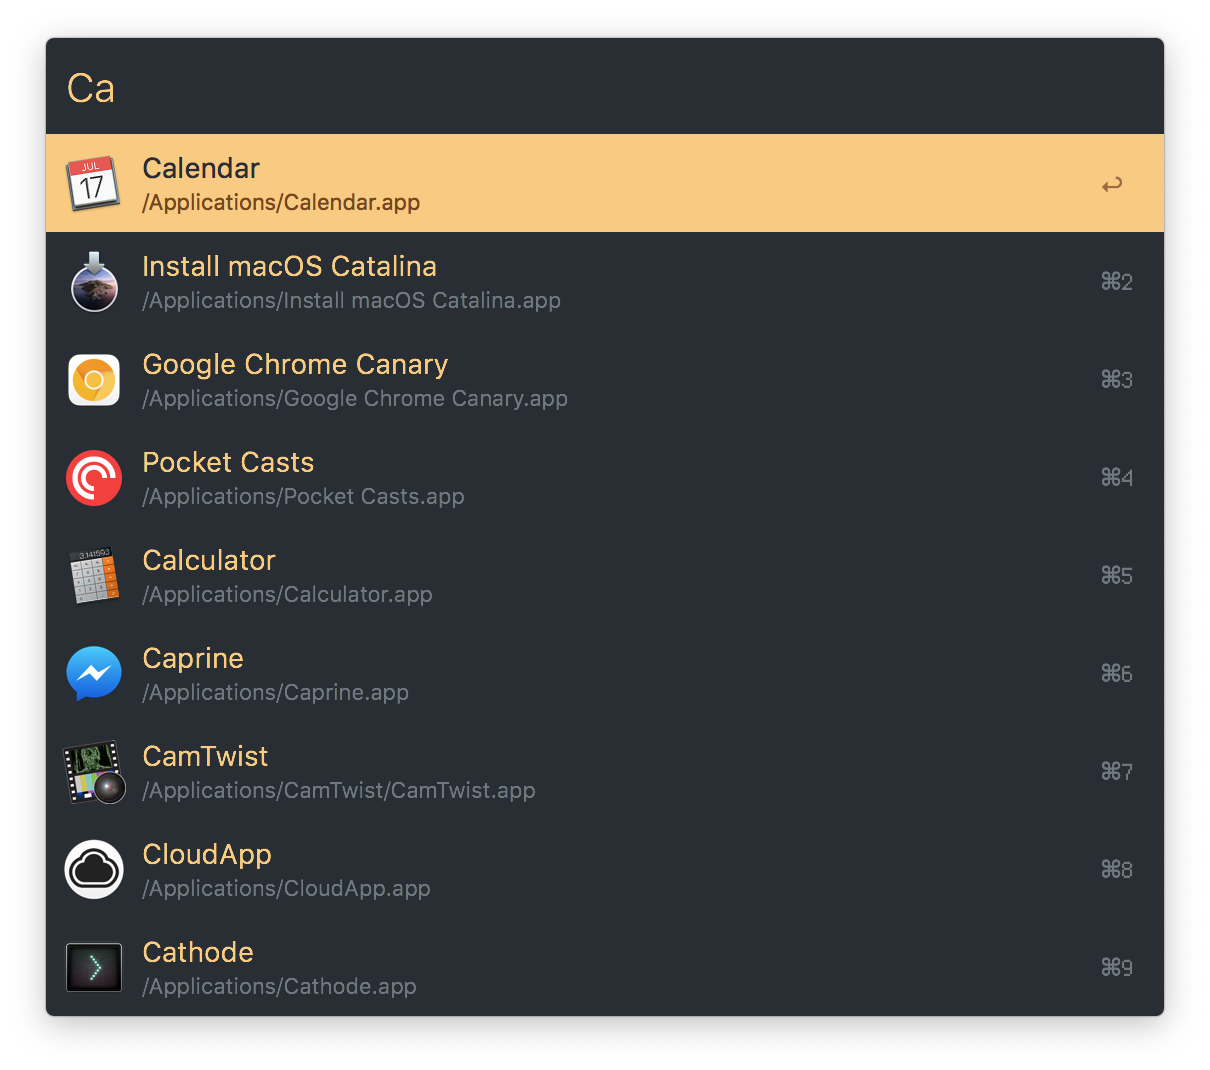 Ca
JUL
17
Calendar
/Applications/Calendar.app
↩
Install macOS Catalina
/Applications/Install macOS Catalina.app
⌘2
Google Chrome Canary
/Applications/Google Chrome Canary.app
⌘3
Pocket Casts
/Applications/Pocket Casts.app
⌘4
3.141593
Calculator
/Applications/Calculator.app
⌘5
Caprine
/Applications/Caprine.app
⌘6
CamTwist
/Applications/CamTwist/CamTwist.app
⌘7
CloudApp
/Applications/CloudApp.app
⌘8
Cathode
/Applications/Cathode.app
⌘9